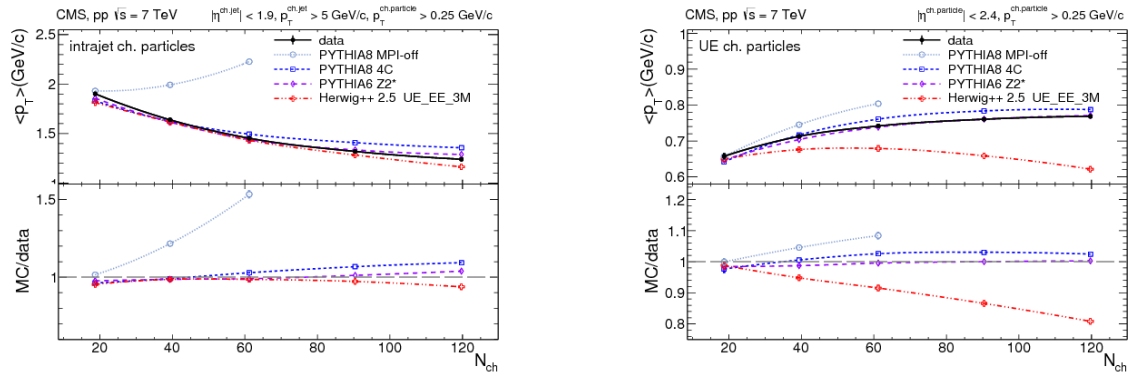 CMS, pp √s = 7 TeV |η^ch.jet| < 1.9, p_T^ch.jet > 5 GeV/c, p_T^ch.particle > 0.25 GeV/c
intrajet ch. particles
data
PYTHIA8 MPI-off
PYTHIA8 4C
PYTHIA6 Z2*
Herwig++ 2.5 UE_EE_3M
<p_T>(GeV/c)
2.5
2
1.5
1
MC/data
1.5
1
20 40 60 80 100 120
N_ch
CMS, pp √s = 7 TeV |η^ch.particle| < 2.4, p_T^ch.particle > 0.25 GeV/c
UE ch. particles
data
PYTHIA8 MPI-off
PYTHIA8 4C
PYTHIA6 Z2*
Herwig++ 2.5 UE_EE_3M
<p_T>(GeV/c)
1
0.9
0.8
0.7
0.6
MC/data
1.2
1.1
1
0.9
0.8
20 40 60 80 100 120
N_ch